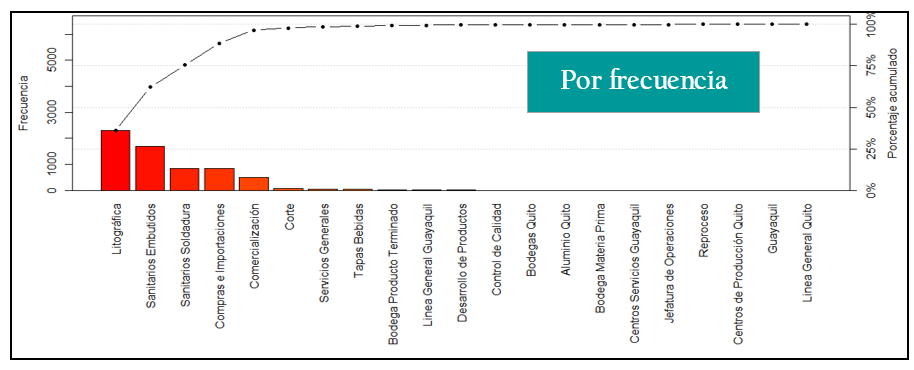 Por frecuencia
Frecuencia
5000
3000
1000
0
100%
75%
50%
25%
0%
Porcentaje acumulado
Litográfica
Sanitarios Embutidos
Sanitarios Soldadura
Compras e Importaciones
Comercialización
Corte
Servicios Generales
Tapas Bebidas
Bodega Producto Terminado
Linea General Guayaquil
Desarrollo de Productos
Control de Calidad
Bodegas Quito
Aluminio Quito
Bodega Materia Prima
Centros Servicios Guayaquil
Jefatura de Operaciones
Reproceso
Centros de Producción Quito
Guayaquil
Linea General Quito